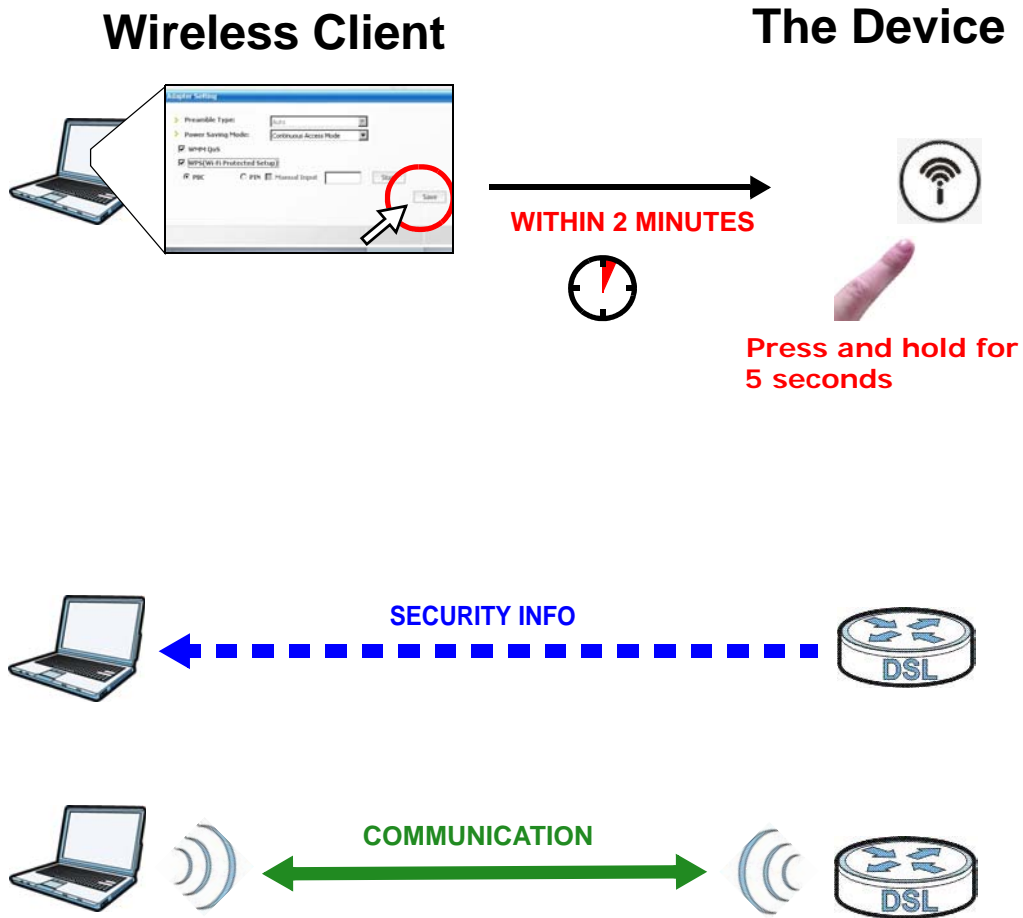 Wireless Client
The Device
Adapter Setting
Preamble Type:
Auto
Power Saving Mode:
Continuous Access Mode
WMM QoS
WPS(Wi-Fi Protected Setup)
PBC
PIN
Manual Input
Save
WITHIN 2 MINUTES
Press and hold for
5 seconds
SECURITY INFO
DSL
COMMUNICATION
DSL